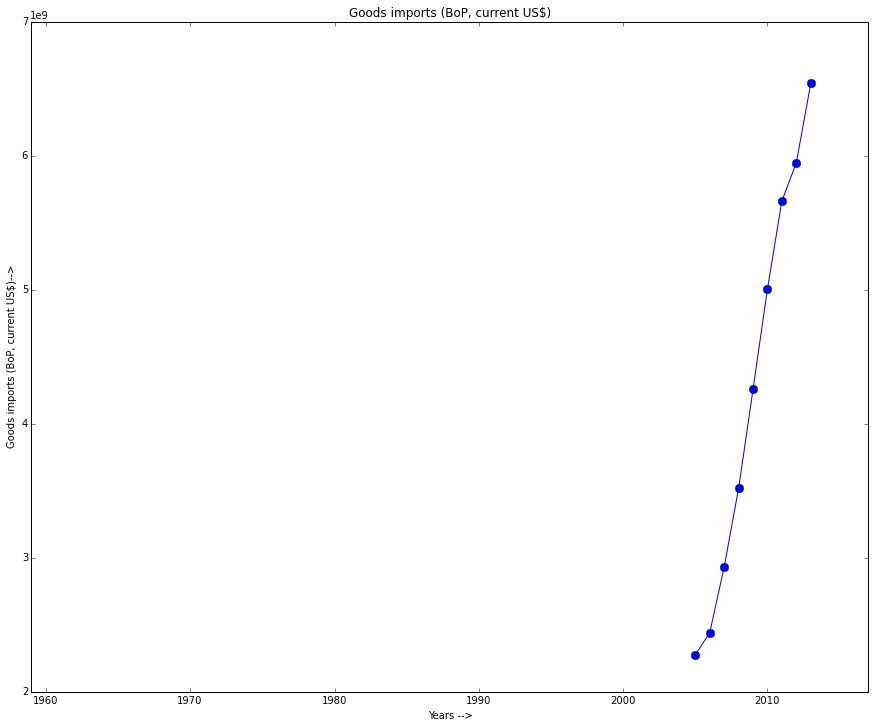 Goods imports (BoP, current US$)
1e9
7
6
5
4
3
2
Goods imports (BoP, current US$)-->
1960 1970 1980 1990 2000 2010
Years -->